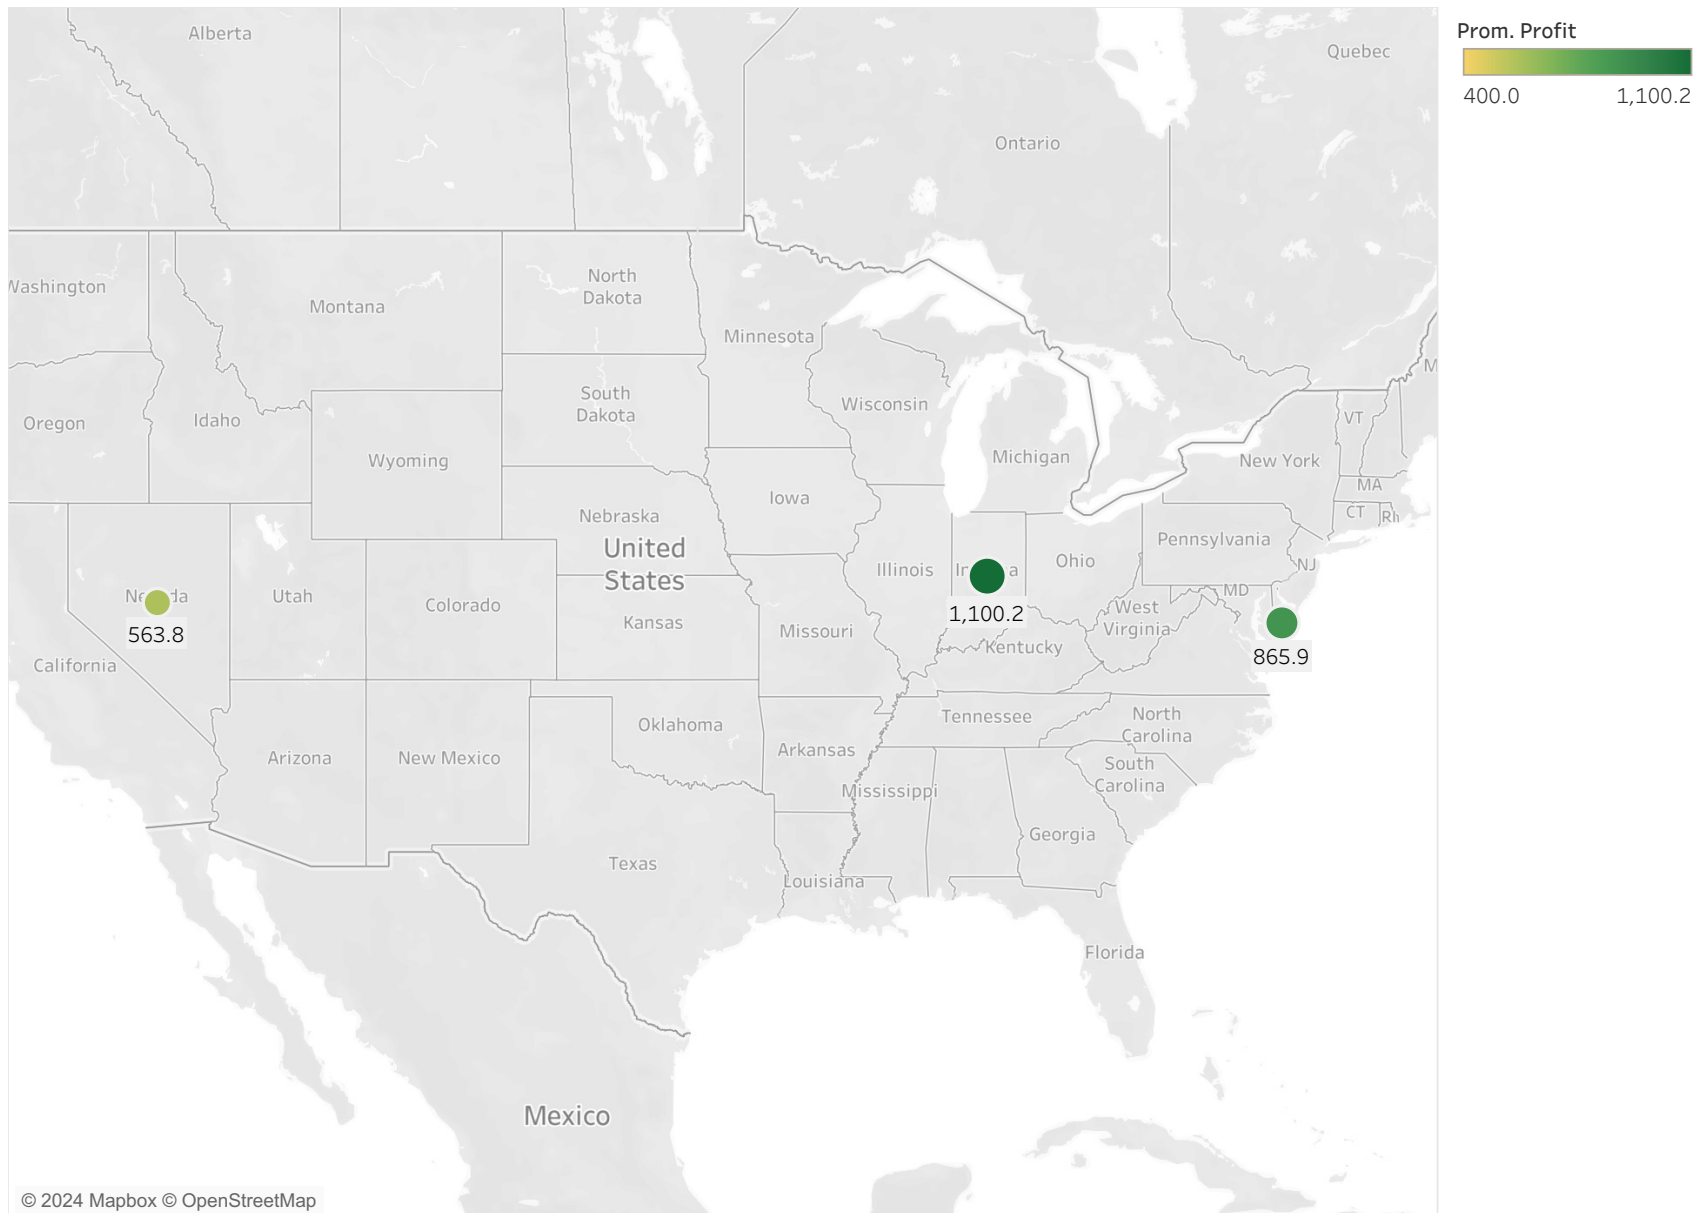 Alberta
Quebec
Prom. Profit
400.0
1,100.2
Ontario
Washington
Montana
North
Dakota
Minnesota
Oregon
Idaho
South
Dakota
Wisconsin
VT
Wyoming
Michigan
New York
MA
Iowa
CT
Nebraska
Pennsylvania
United
States
Illinois
Ohio
NJ
MD
Utah
Colorado
563.8
Kansas
Missouri
1,100.2
West
Virginia
865.9
California
Kentucky
Tennessee
North
Carolina
Oklahoma
Arizona
New Mexico
Arkansas
South
Carolina
Mississippi
Georgia
Texas
Louisiana
Florida
Mexico
© 2024 Mapbox © OpenStreetMap